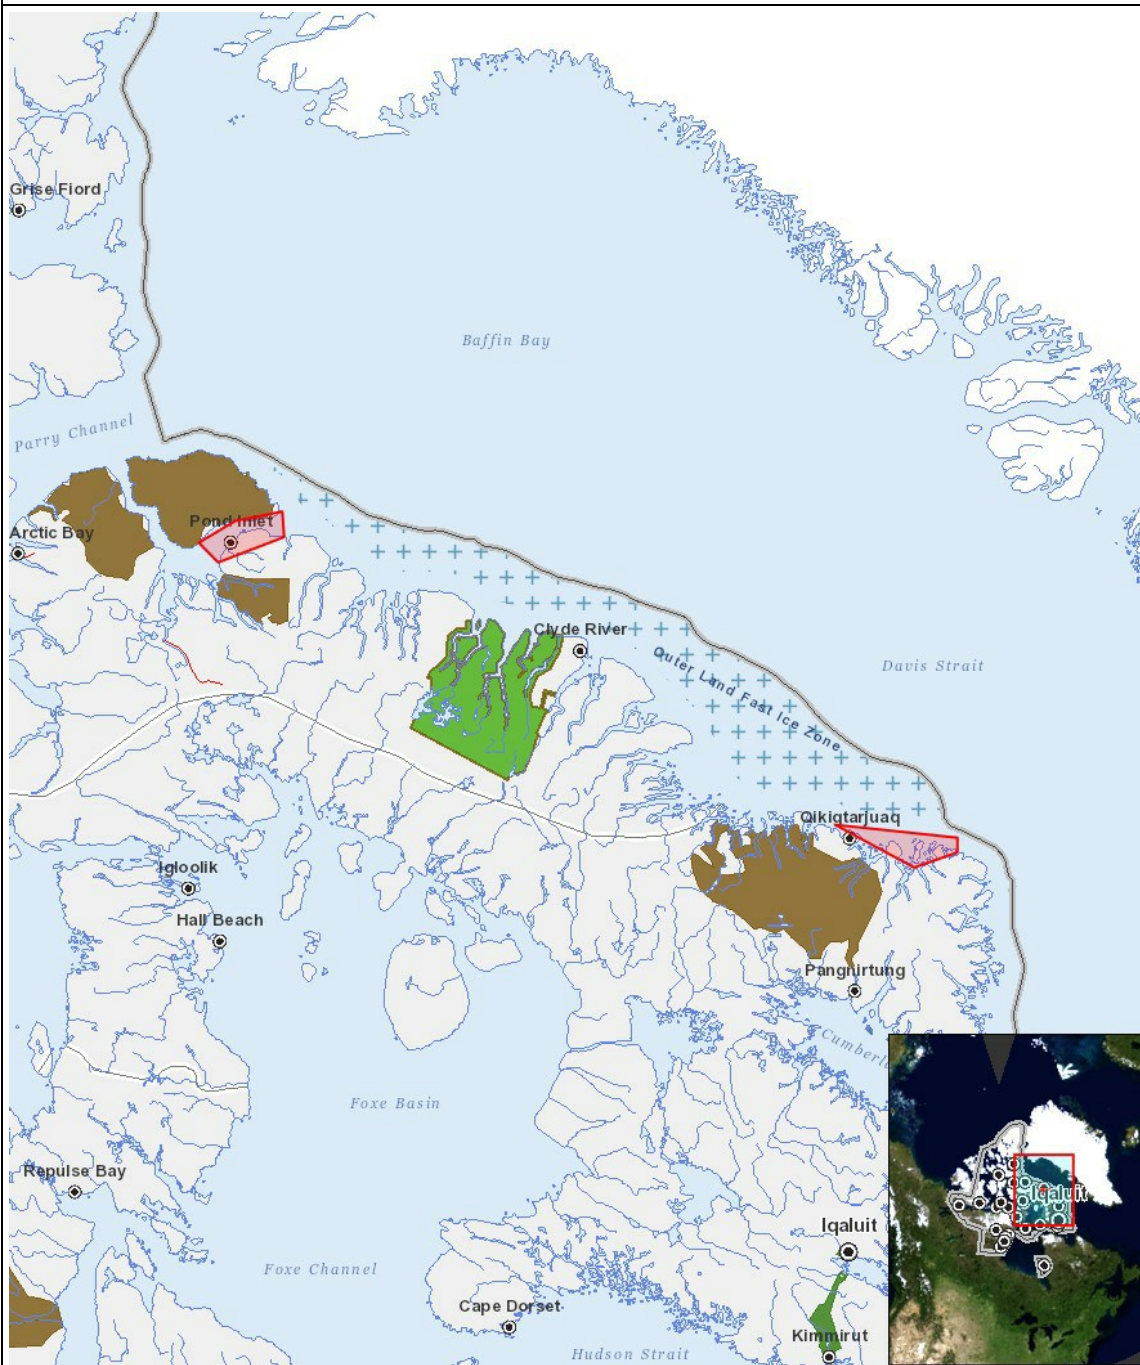 Grise Fiord
Baffin Bay
Parry Channel
Pond Inlet
Arctic Bay
Clyde River
Outer Land Fast Ice Zone
Davis Strait
Qikiqtarjuaq
Igloolik
Hall Beach
Pangnirtung
Cumberl
Foxe Basin
Repulse Bay
Iqaluit
Iqaluit
Foxe Channel
Cape Dorset
Kimmirut
Hudson Strait